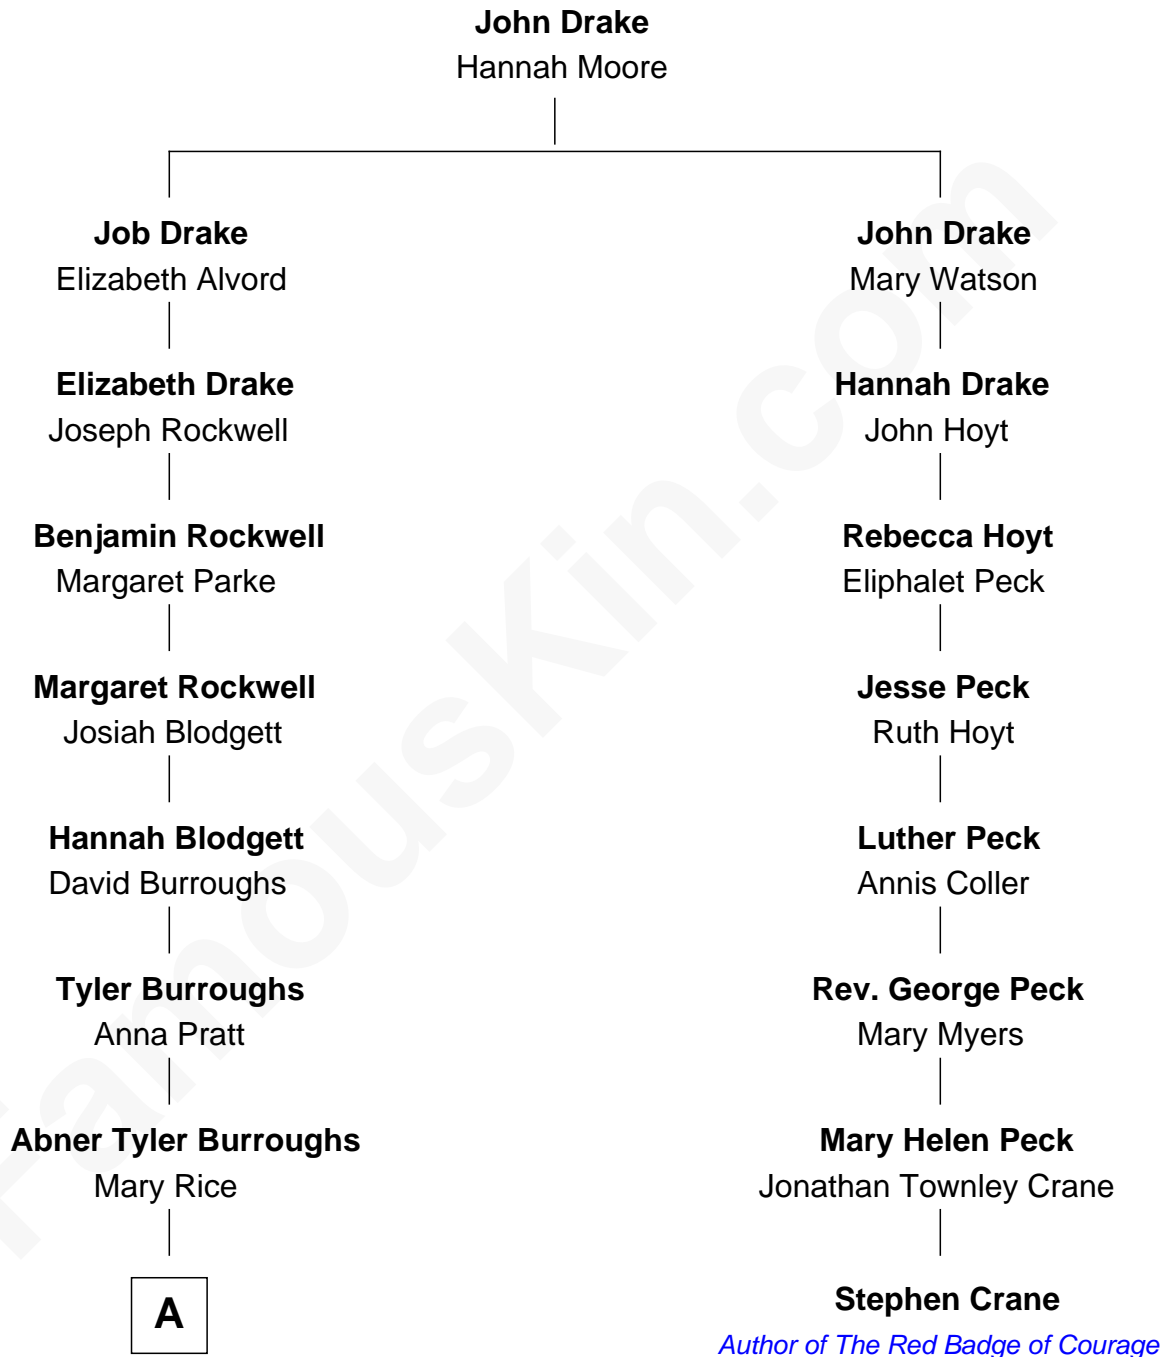 John Drake
Hannah Moore
Job Drake
Elizabeth Alvord
John Drake
Mary Watson
Elizabeth Drake
Joseph Rockwell
Hannah Drake
John Hoyt
Benjamin Rockwell
Margaret Parke
Rebecca Hoyt
Eliphalet Peck
Margaret Rockwell
Josiah Blodgett
Jesse Peck
Ruth Hoyt
Hannah Blodgett
David Burroughs
Luther Peck
Annis Coller
Tyler Burroughs
Anna Pratt
Rev. George Peck
Mary Myers
Abner Tyler Burroughs
Mary Rice
Mary Helen Peck
Jonathan Townley Crane
A
Stephen Crane
Author of The Red Badge of Courage
FamousKin.com